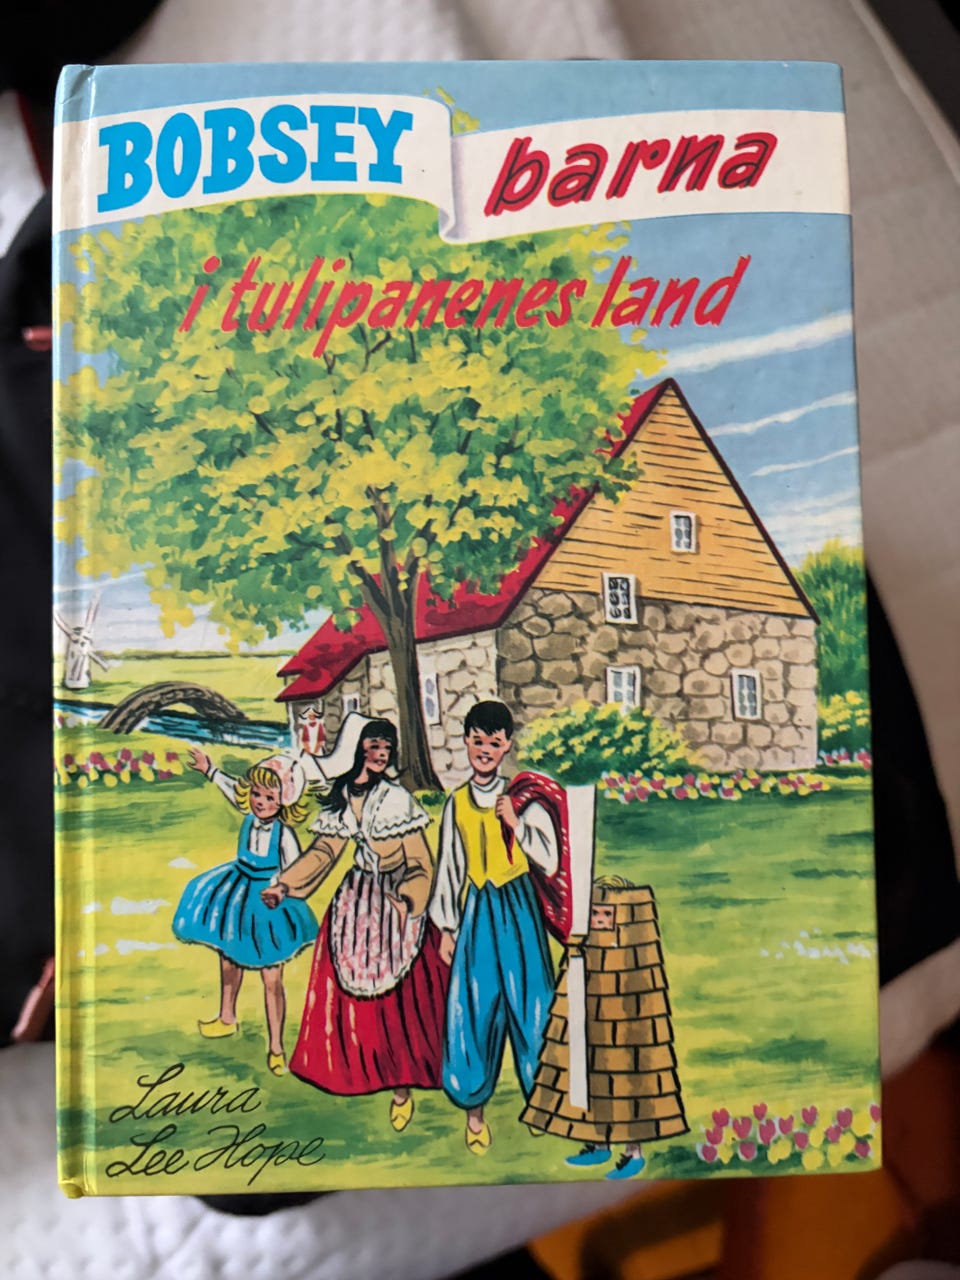 BOBSEY barna
i tulipanenes land
Laura
Lee Hope